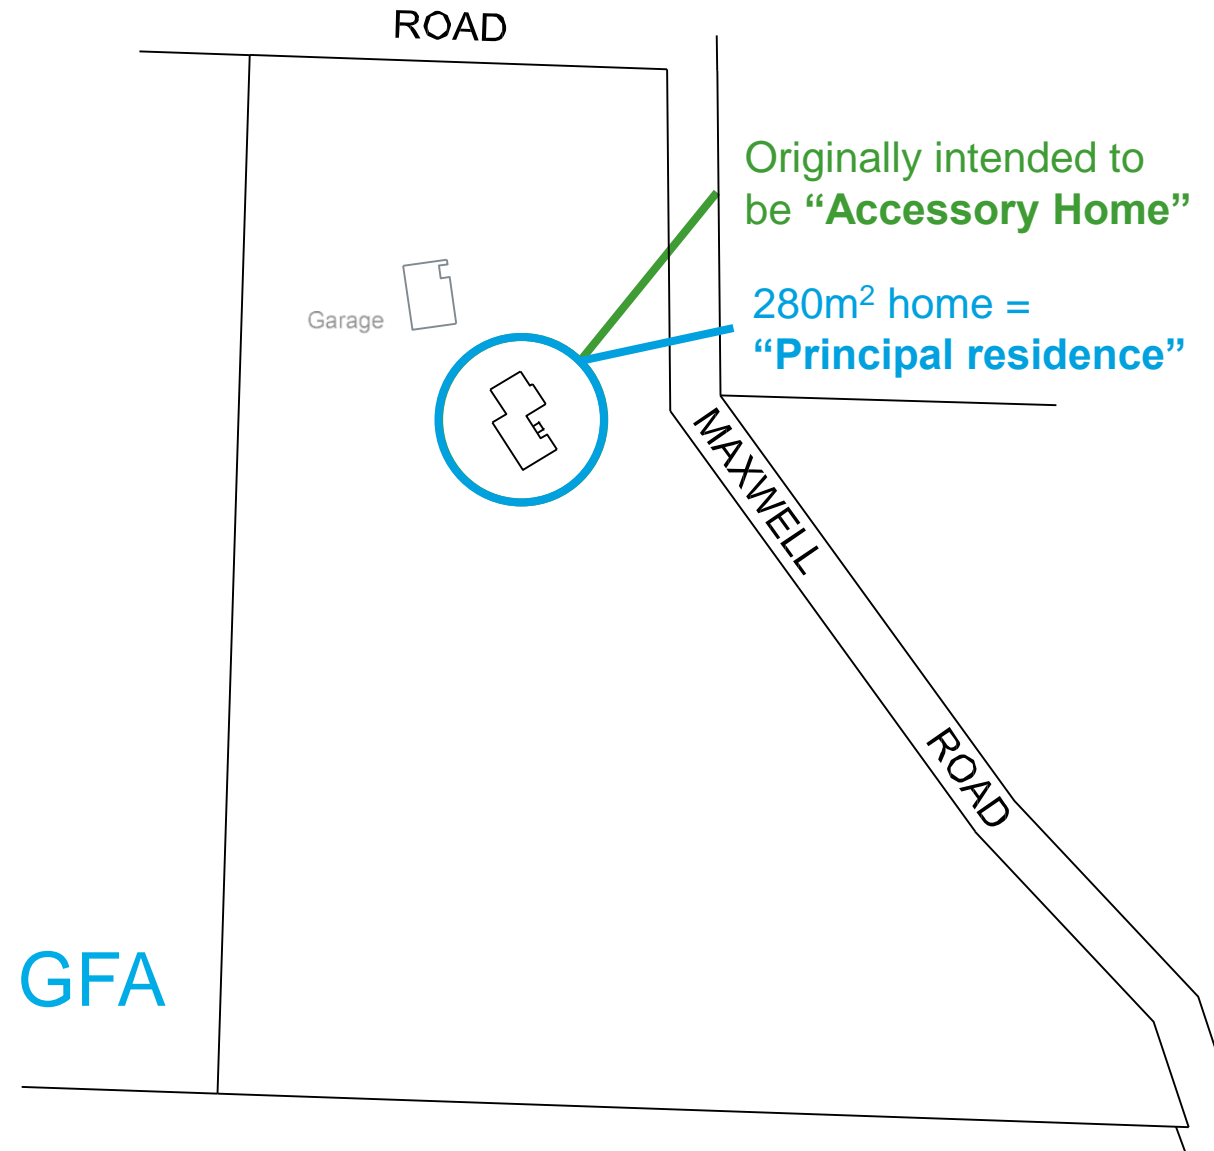 ROAD
Originally intended to
be “Accessory Home”
280m² home =
“Principal residence”
Garage
MAXWELL
ROAD
GFA